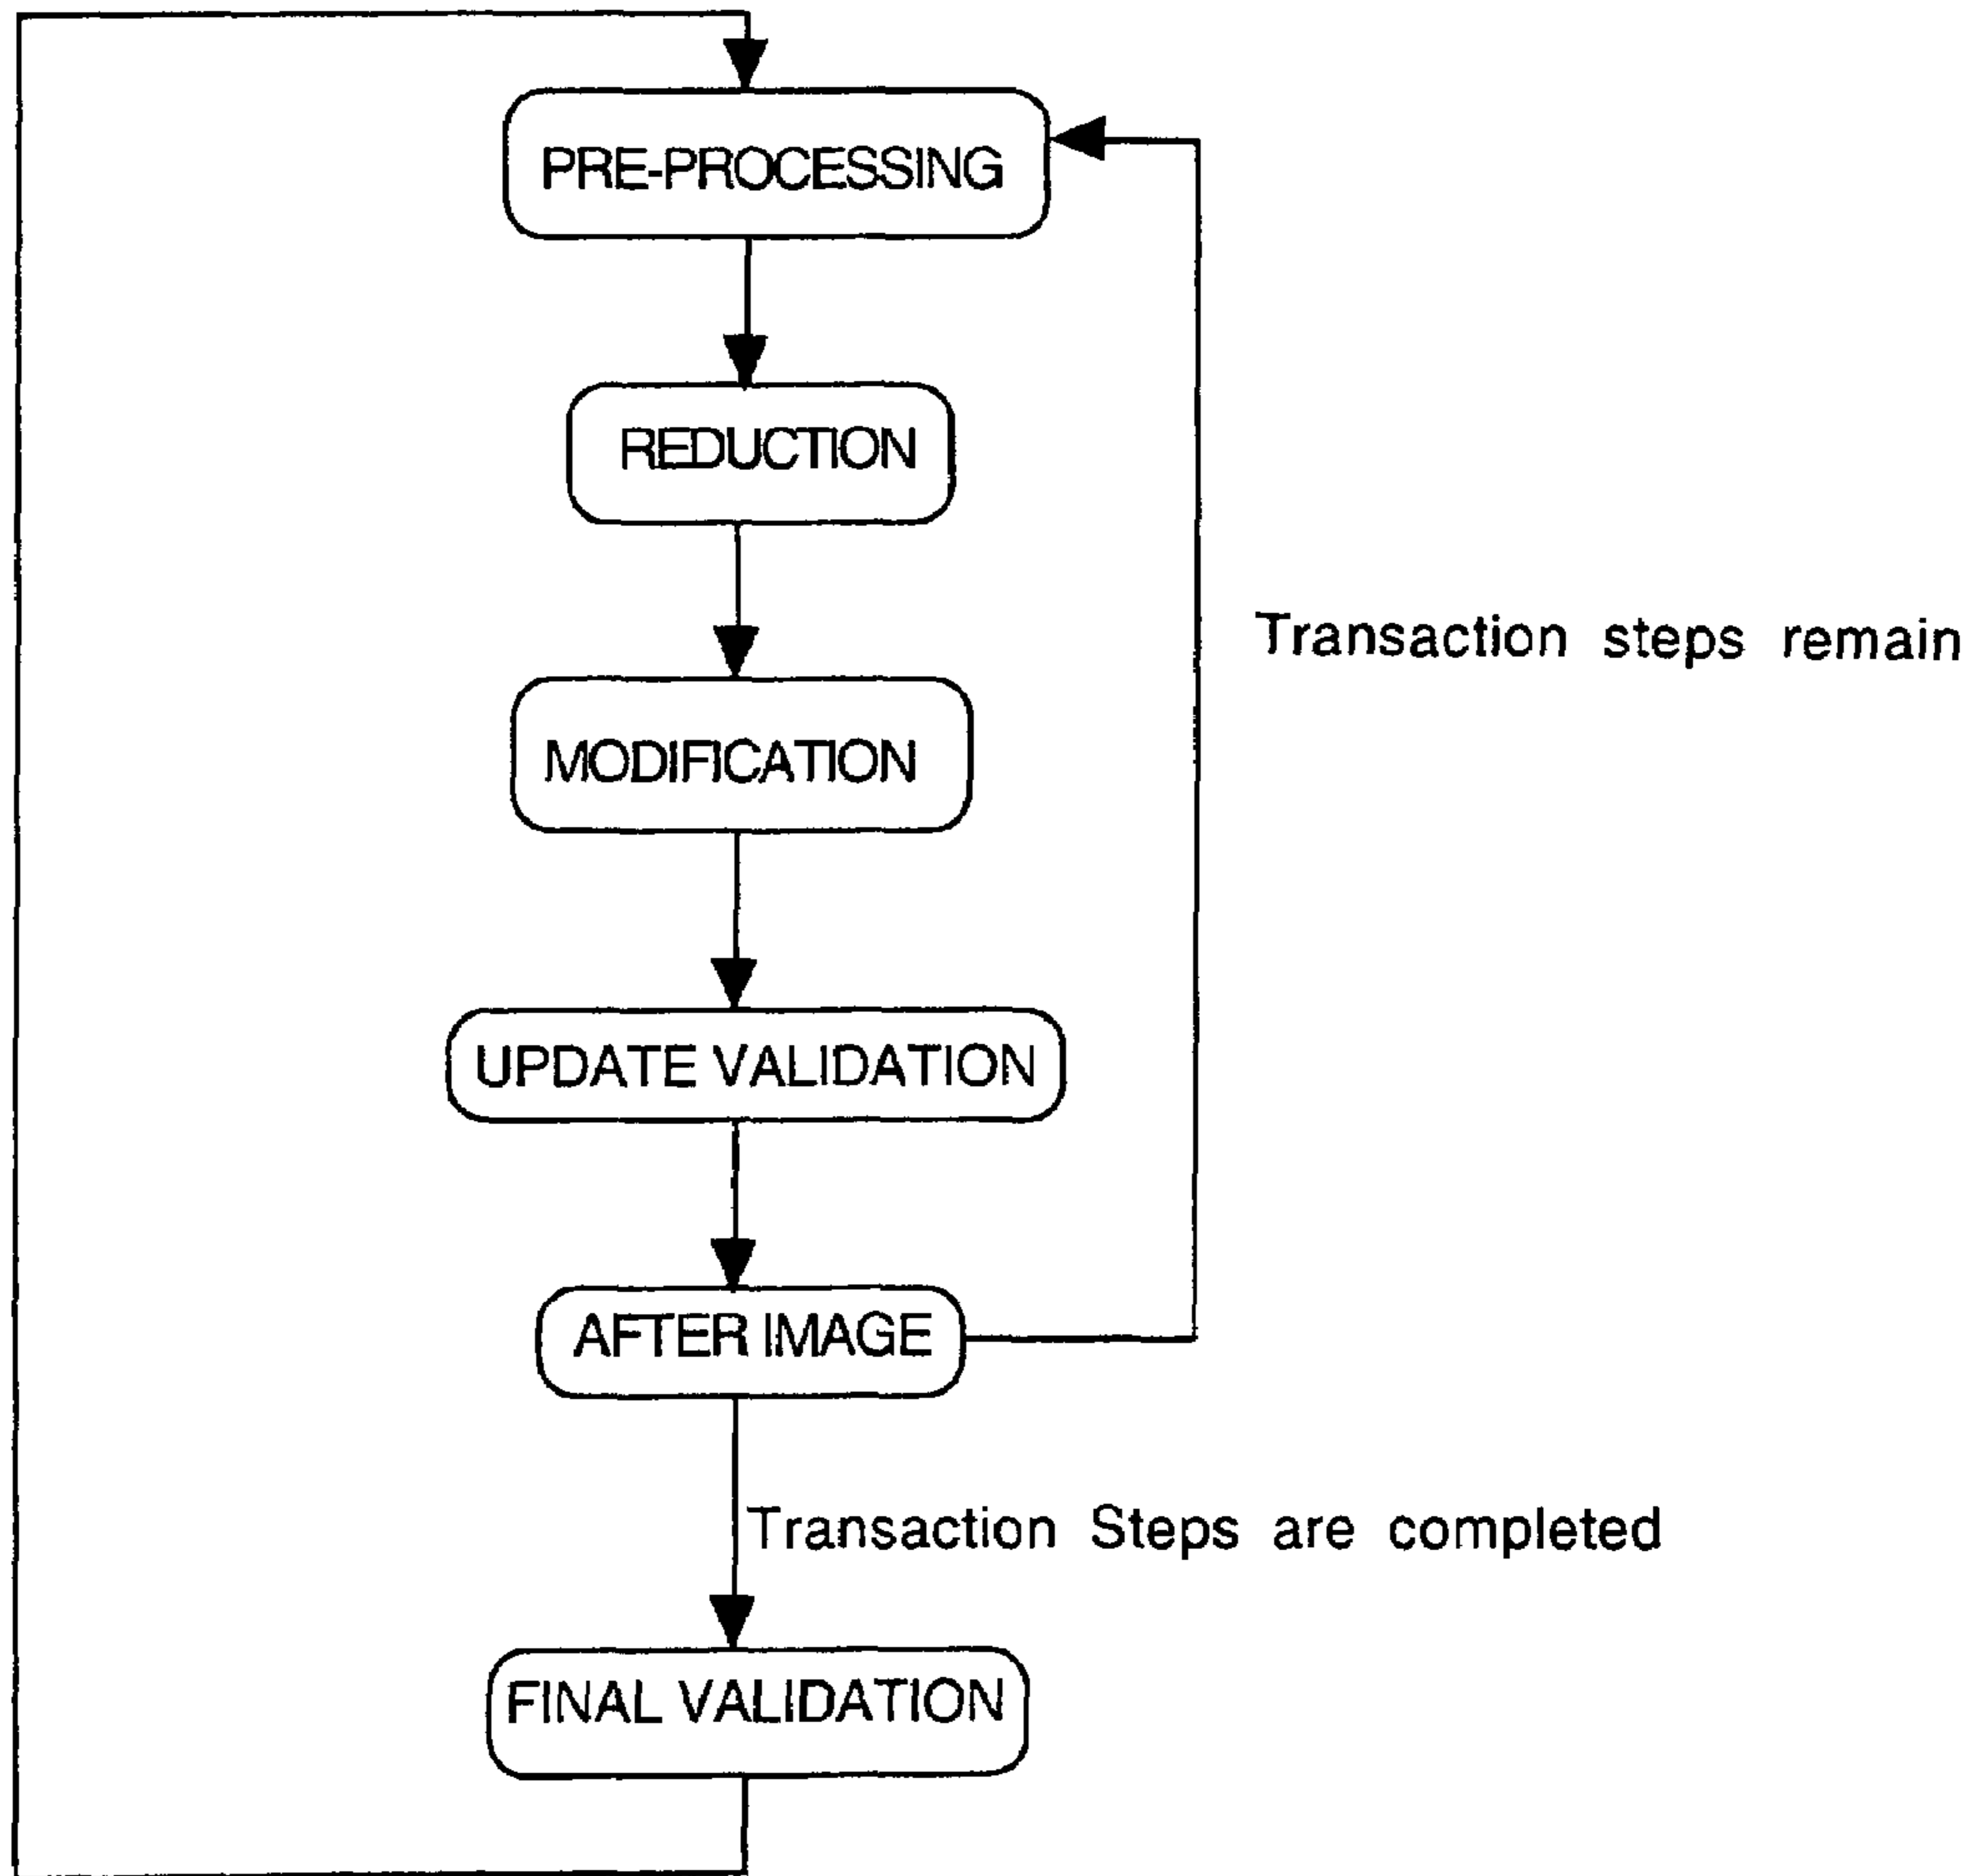 PRE-PROCESSING
REDUCTION
Transaction steps remain
MODIFICATION
UPDATE VALIDATION
AFTER IMAGE
Transaction Steps are completed
FINAL VALIDATION